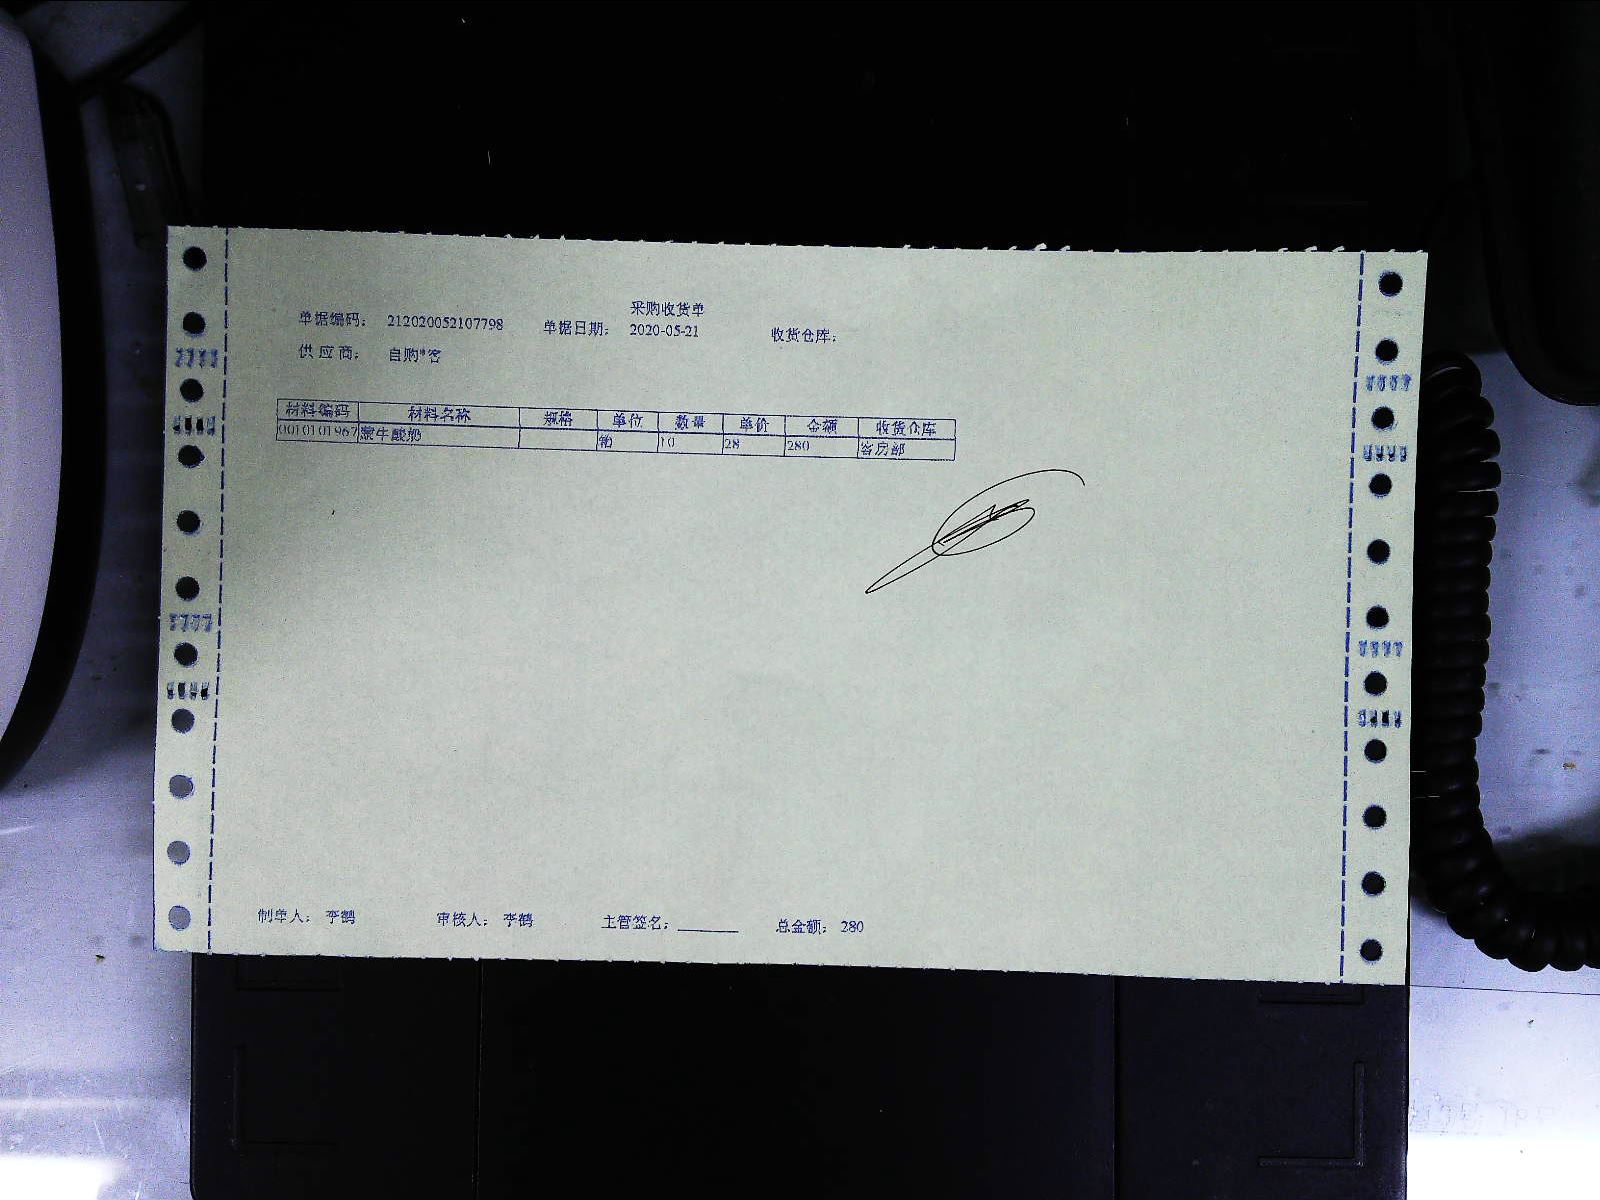 采购收货单
单据编码： 212020052107798 单据日期： 2020-05-21 收货仓库：
供 应 商： 自购*客
材料编码 材料名称 规格 单位 数量 单价 金额 收货仓库
0010101967 蒙牛酸奶 箱 10 28 280 客房部
制单人： 李鹤 审核人： 李鹤 主管签名： 总金额： 280